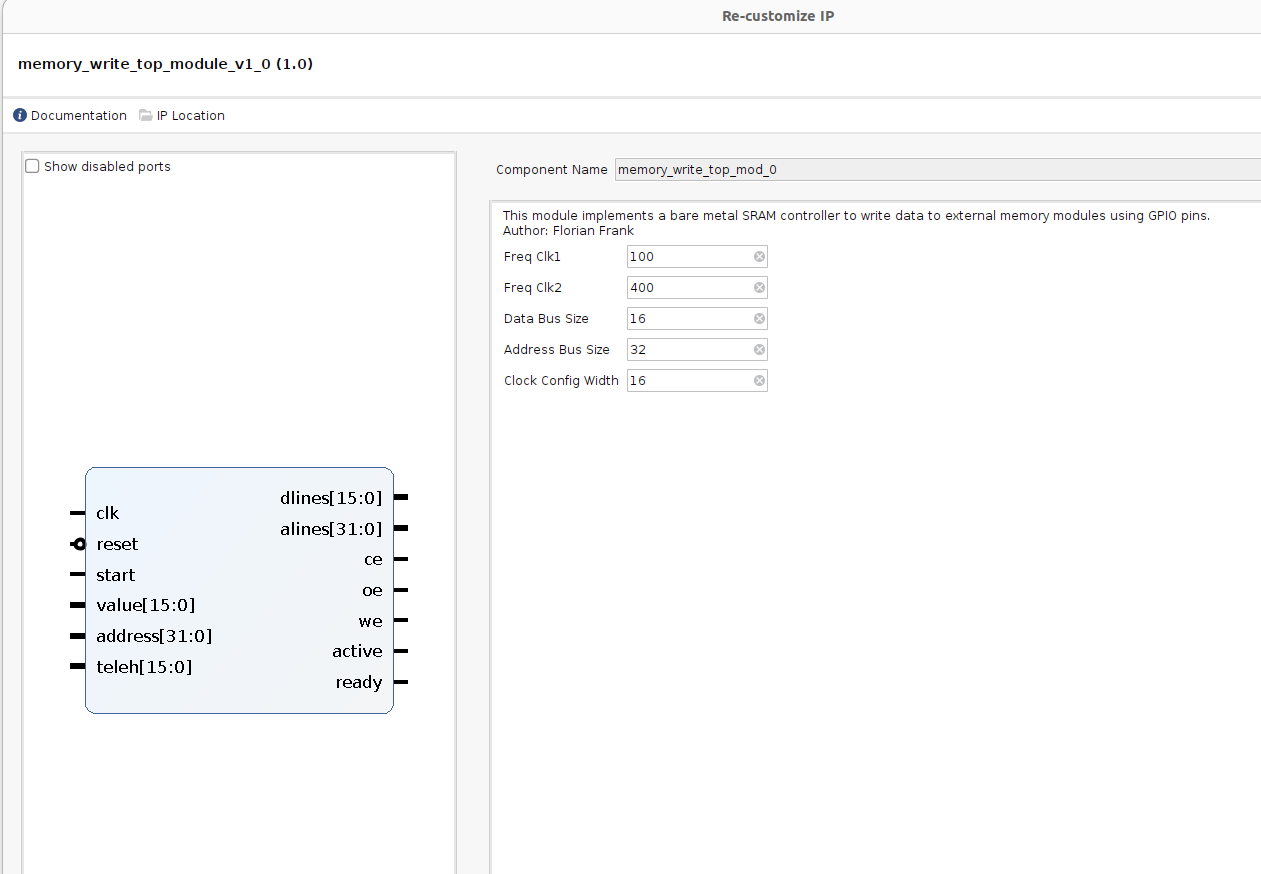 Re-customize IP
memory_write_top_module_v1_0 (1.0)
Documentation IP Location
Show disabled ports
clk
reset
start
value[15:0]
address[31:0]
teleh[15:0]
dlines[15:0]
alines[31:0]
ce
oe
we
active
ready
Component Name memory_write_top_mod_0
This module implements a bare metal SRAM controller to write data to external memory modules using GPIO pins.
Author: Florian Frank
Freq Clk1 100
Freq Clk2 400
Data Bus Size 16
Address Bus Size 32
Clock Config Width 16